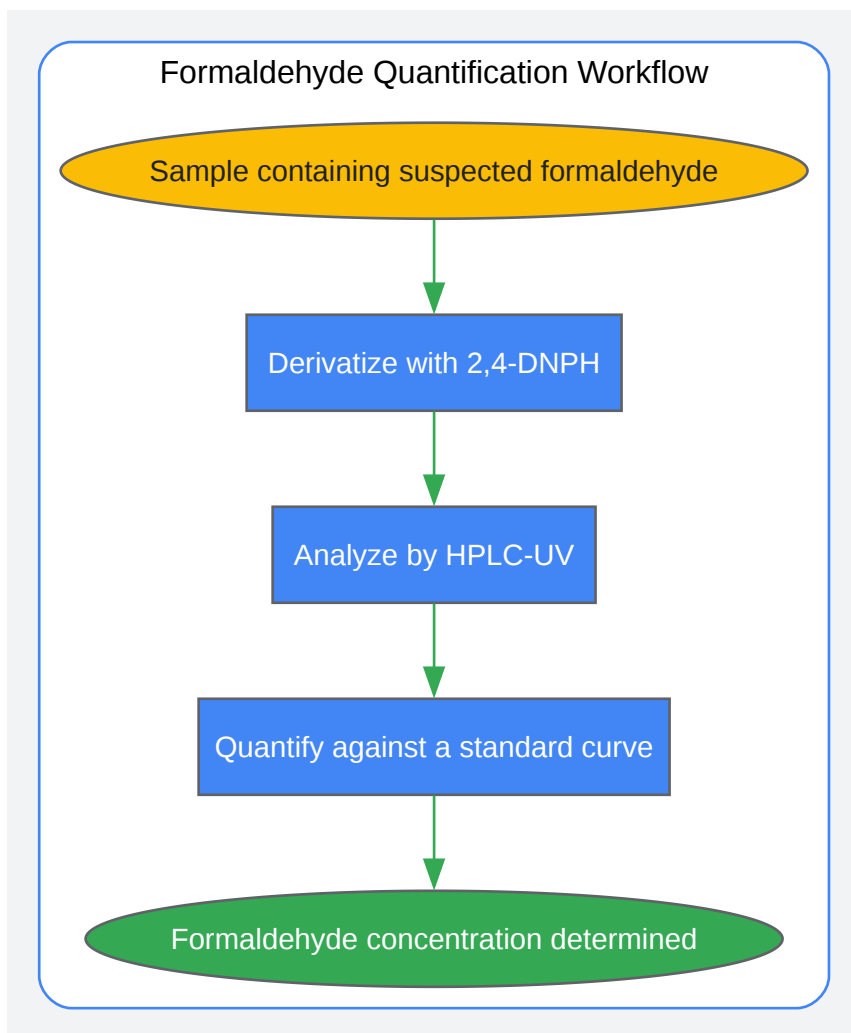 Formaldehyde Quantification Workflow
Sample containing suspected formaldehyde
Derivatize with 2,4-DNPH
Analyze by HPLC-UV
Quantify against a standard curve
Formaldehyde concentration determined